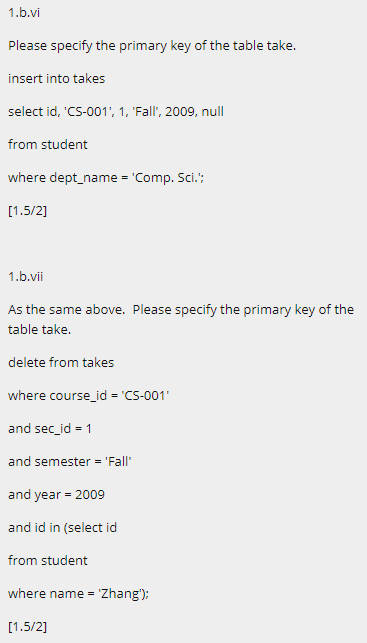 1.b.vi
Please specify the primary key of the table take.
insert into takes
select id, 'CS-001', 1, 'Fall', 2009, null
from student
where dept_name = 'Comp. Sci.';
[1.5/2]
1.b.vii
As the same above.  Please specify the primary key of the
table take.
delete from takes
where course_id = 'CS-001'
and sec_id = 1
and semester = 'Fall'
and year = 2009
and id in (select id
from student
where name = 'Zhang');
[1.5/2]